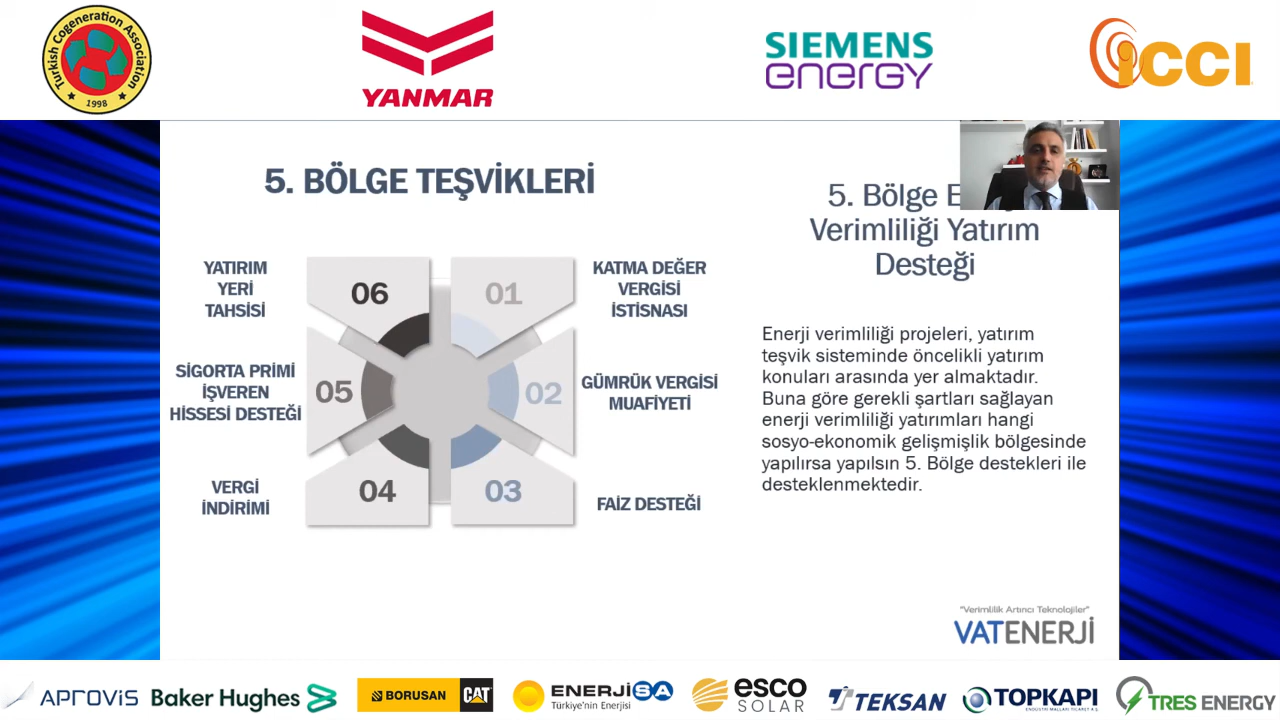 Turkish Cogeneration Association
1998
YANMAR
SIEMENS
energy
icci
5. BÖLGE TEŞVİKLERİ
YATIRIM
YERİ
TAHSİSİ
06
01
KATMA DEĞER
VERGİSİ
İSTİSNASI
SİGORTA PRİMİ
İŞVEREN
HİSSESİ DESTEĞİ
05
02
GÜMRÜK VERGİSİ
MUAFİYETİ
VERGİ
İNDİRİMİ
04
03
FAİZ DESTEĞİ
5. Bölge E
Verimliliği Yatırım
Desteği
Enerji verimliliği projeleri, yatırım
teşvik sisteminde öncelikli yatırım
konuları arasında yer almaktadır.
Buna göre gerekli şartları sağlayan
enerji verimliliği yatırımları hangi
sosyo-ekonomik gelişmişlik bölgesinde
yapılırsa yapılsın 5. Bölge destekleri ile
desteklenmektedir.
"Verimlilik Artırıcı Teknolojiler"
VATENERJİ
APROVIS
Baker Hughes
BORUSAN
CAT
ENERJİSA
Türkiye'nin Enerjisi
esco
SOLAR
TEKSAN
TOPKAPI
ENDÜSTRİ MALLARI TİCARET A.Ş.
TRES ENERGY